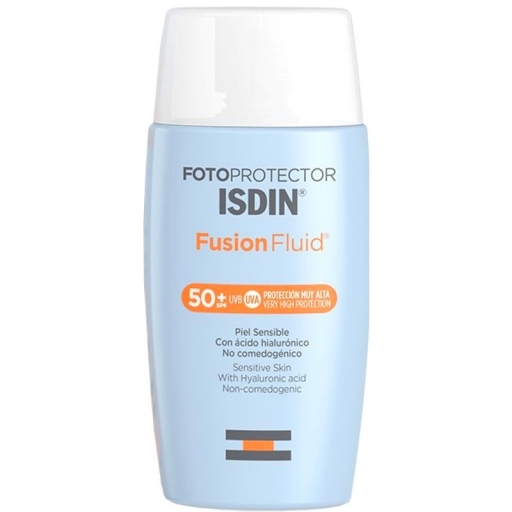 FOTOPROTECTOR
ISDIN®
Fusion Fluid®
50+ SPF UVB UVA PROTECCIÓN MUY ALTA
VERY HIGH PROTECTION
Piel Sensible
Con ácido hialurónico
No comedogénico
Sensitive Skin
With Hyaluronic acid
Non-comedogenic